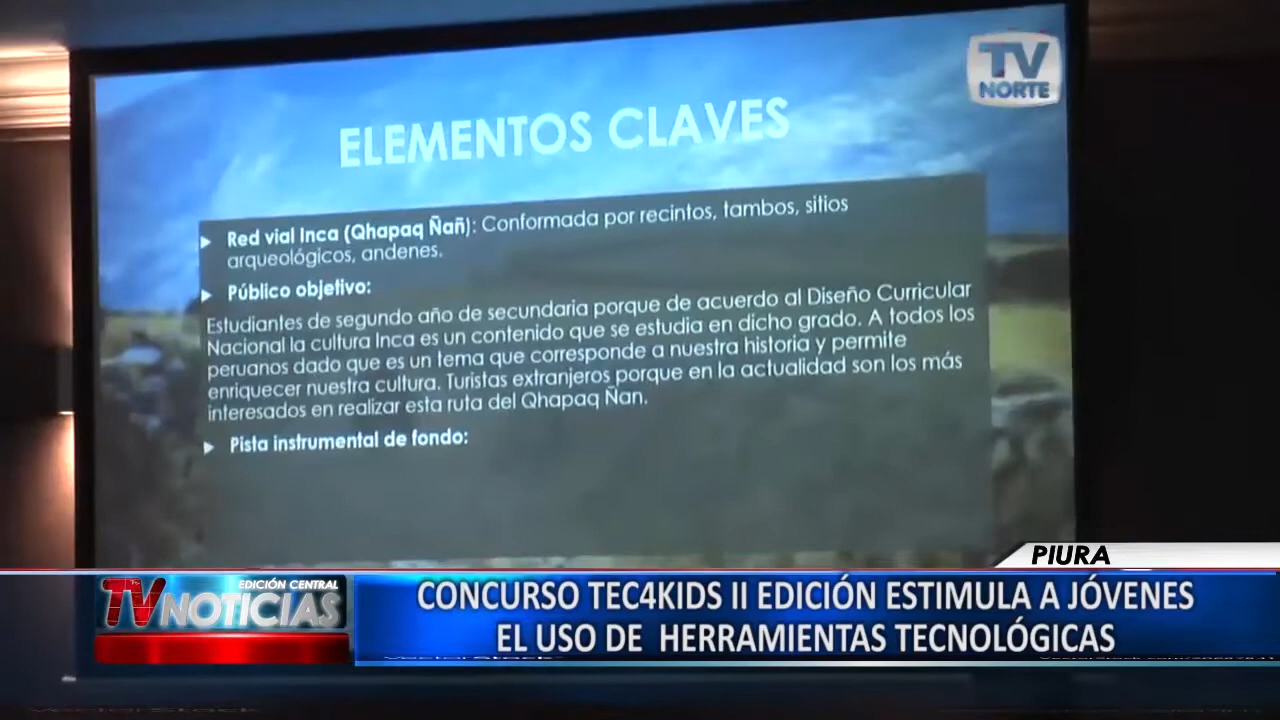 TV
NORTE
ELEMENTOS CLAVES
Red vial Inca (Qhapaq Ñañ): Conformada por recintos, tambos, sitios
arqueológicos, andenes.
Público objetivo:
Estudiantes de segundo año de secundaria porque de acuerdo al Diseño Curricular
Nacional la cultura Inca es un contenido que se estudia en dicho grado. A todos los
peruanos dado que es un tema que corresponde a nuestra historia y permite
enriquecer nuestra cultura. Turistas extranjeros porque en la actualidad son los más
interesados en realizar esta ruta del Qhapaq Ñan.
Pista instrumental de fondo:
PIURA
EDICIÓN CENTRAL
TV NOTICIAS
CONCURSO TEC4KIDS II EDICIÓN ESTIMULA A JÓVENES
EL USO DE HERRAMIENTAS TECNOLÓGICAS